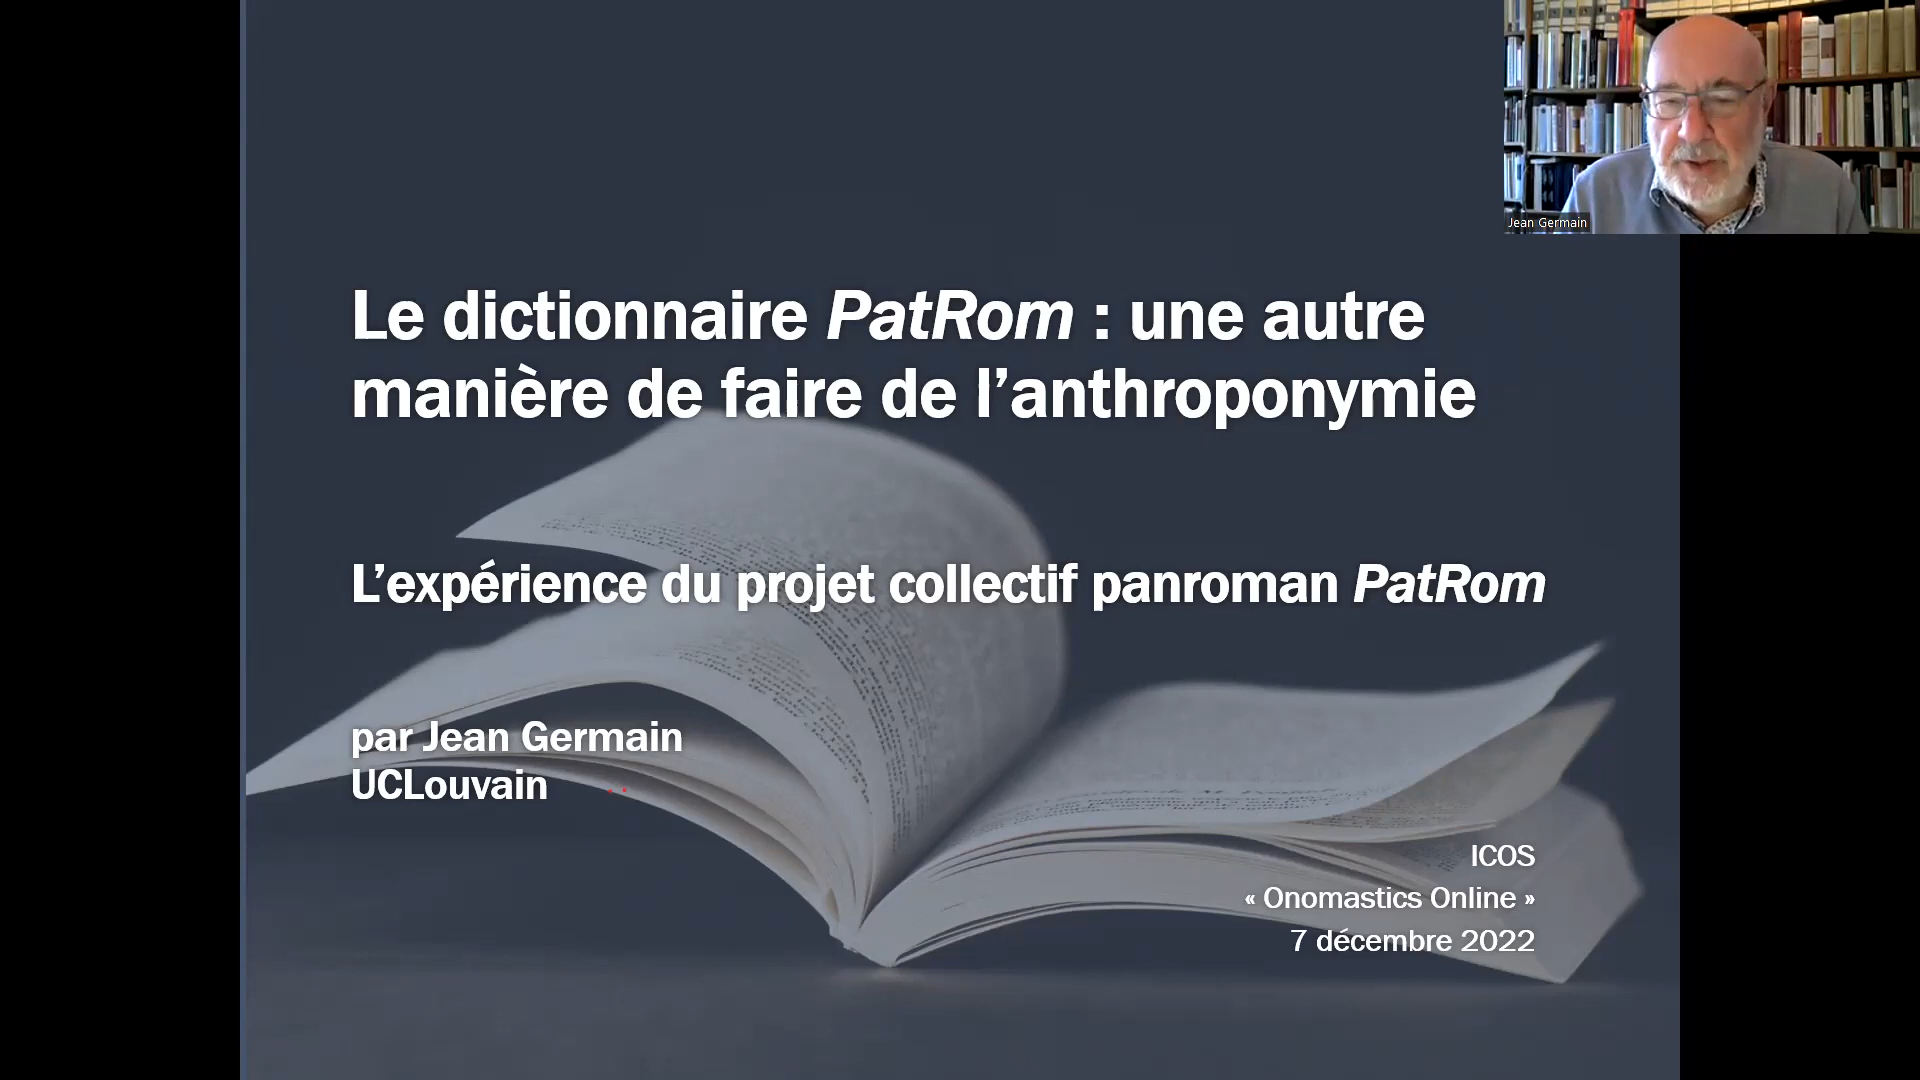 Jean Germain
Le dictionnaire PatRom : une autre
manière de faire de l’anthroponymie
L’expérience du projet collectif panroman PatRom
par Jean Germain
UCLouvain
ICOS
« Onomastics Online »
7 décembre 2022